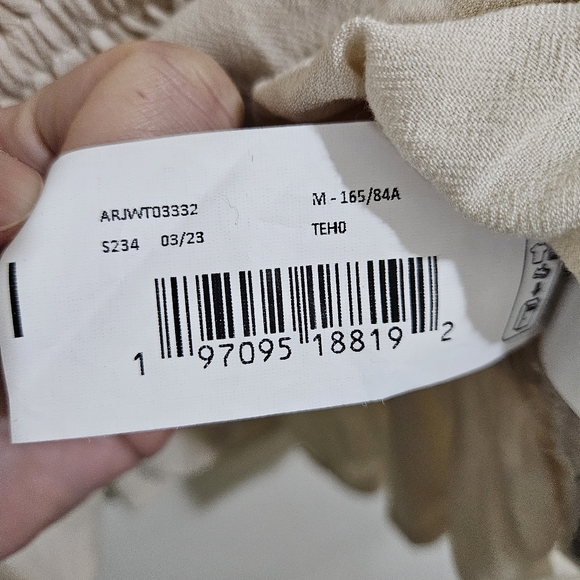 ARJWT03332
M - 165/84A
S234 03/23
TEH0
1 97095 18819 2